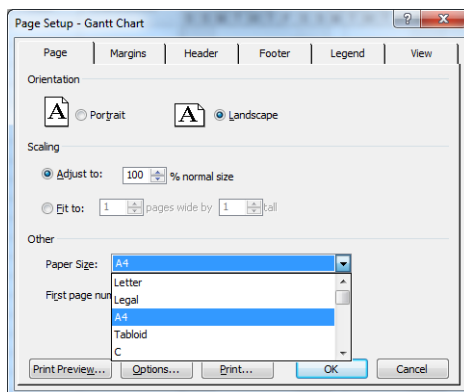 Page Setup - Gantt Chart
Page Margins Header Footer Legend View
Orientation
A Portrait A Landscape
Scaling
Adjust to: 100 % normal size
Fit to: 1 pages wide by 1 tall
Other
Paper Size: A4
Letter
First page num
Legal
A4
Tabloid
C
Print Preview... Options... Print... OK Cancel